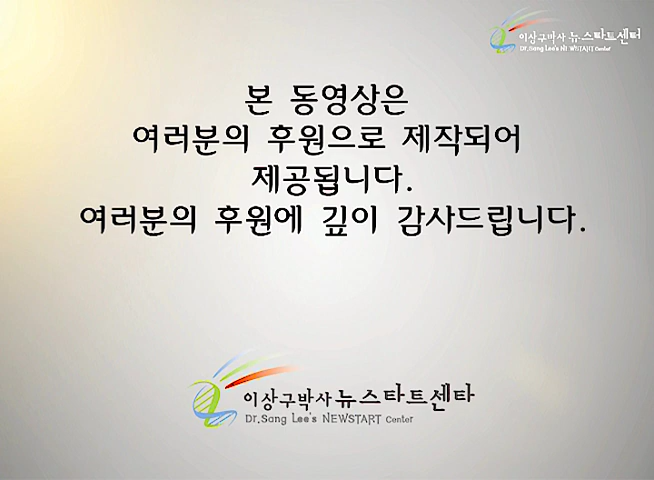 이상구박사 뉴스타트센터
Dr.Sang Lee's NEWSTART Center
본 동영상은
여러분의 후원으로 제작되어
제공됩니다.
여러분의 후원에 깊이 감사드립니다.
이상구박사 뉴스타트센타
Dr.Sang Lee's NEWSTART Center